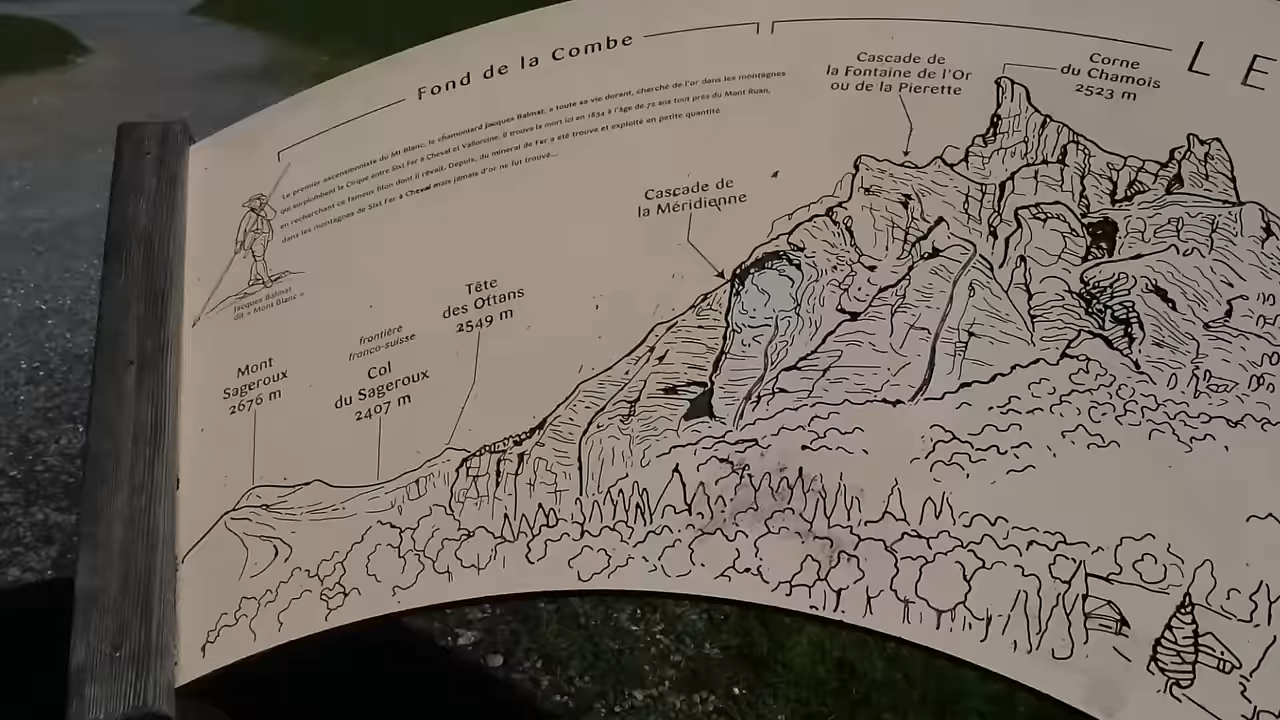 Fond de la Combe
LE
Le premier ascensionniste du Mt Blanc, le chamoniard Jacques Balmat, a toute sa vie durant, cherché de l'or dans les montagnes
qui surplombent le Cirque entre Sixt Fer à Cheval et Vallorcine. Il trouva la mort ici en 1834 à l'âge de 72 ans tout près du Mont Ruan,
en recherchant ce fameux filon dont il rêvait. Depuis, du minerai de Fer a été trouvé et exploité en petite quantité
dans les montagnes de Sixt Fer à Cheval mais jamais d'or ne fut trouvé...
Jacques Balmat
dit « Mont Blanc »
Mont
Sageroux
2676 m
frontière
franco-suisse
Col
du Sageroux
2407 m
Tête
des Ottans
2549 m
Cascade de
la Méridienne
Cascade de
la Fontaine de l'Or
ou de la Pierette
Corne
du Chamois
2523 m